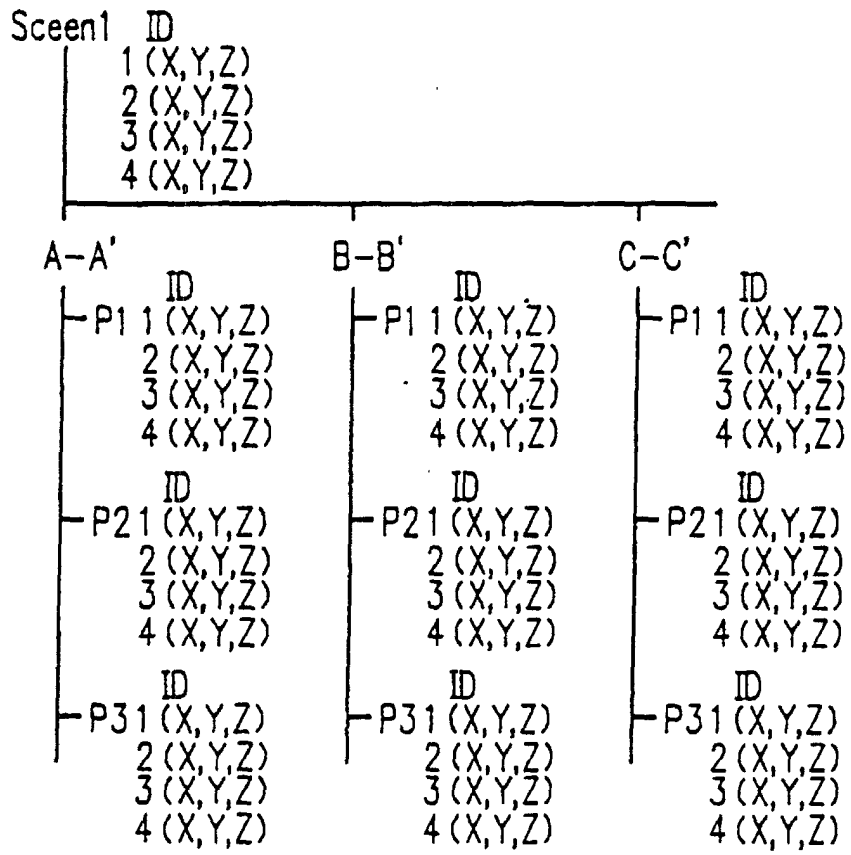 Sceen1 ID
1 (X,Y,Z)
2 (X,Y,Z)
3 (X,Y,Z)
4 (X,Y,Z)
A-A' B-B' C-C'
ID ID ID
P1 1 (X,Y,Z) P1 1 (X,Y,Z) P1 1 (X,Y,Z)
2 (X,Y,Z) 2 (X,Y,Z) 2 (X,Y,Z)
3 (X,Y,Z) 3 (X,Y,Z) 3 (X,Y,Z)
4 (X,Y,Z) 4 (X,Y,Z) 4 (X,Y,Z)
ID ID ID
P2 1 (X,Y,Z) P2 1 (X,Y,Z) P2 1 (X,Y,Z)
2 (X,Y,Z) 2 (X,Y,Z) 2 (X,Y,Z)
3 (X,Y,Z) 3 (X,Y,Z) 3 (X,Y,Z)
4 (X,Y,Z) 4 (X,Y,Z) 4 (X,Y,Z)
ID ID ID
P3 1 (X,Y,Z) P3 1 (X,Y,Z) P3 1 (X,Y,Z)
2 (X,Y,Z) 2 (X,Y,Z) 2 (X,Y,Z)
3 (X,Y,Z) 3 (X,Y,Z) 3 (X,Y,Z)
4 (X,Y,Z) 4 (X,Y,Z) 4 (X,Y,Z)